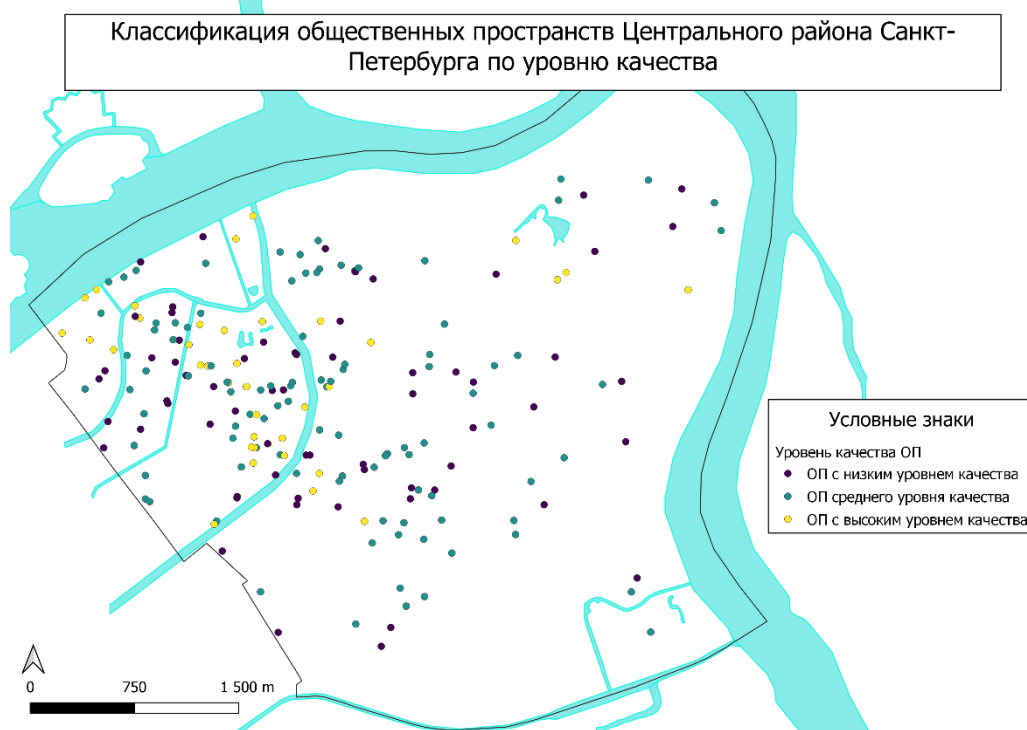 Классификация общественных пространств Центрального района Санкт-
Петербурга по уровню качества
Условные знаки
Уровень качества ОП
ОП с низким уровнем качества
ОП среднего уровня качества
ОП с высоким уровнем качества
0 750 1 500 m